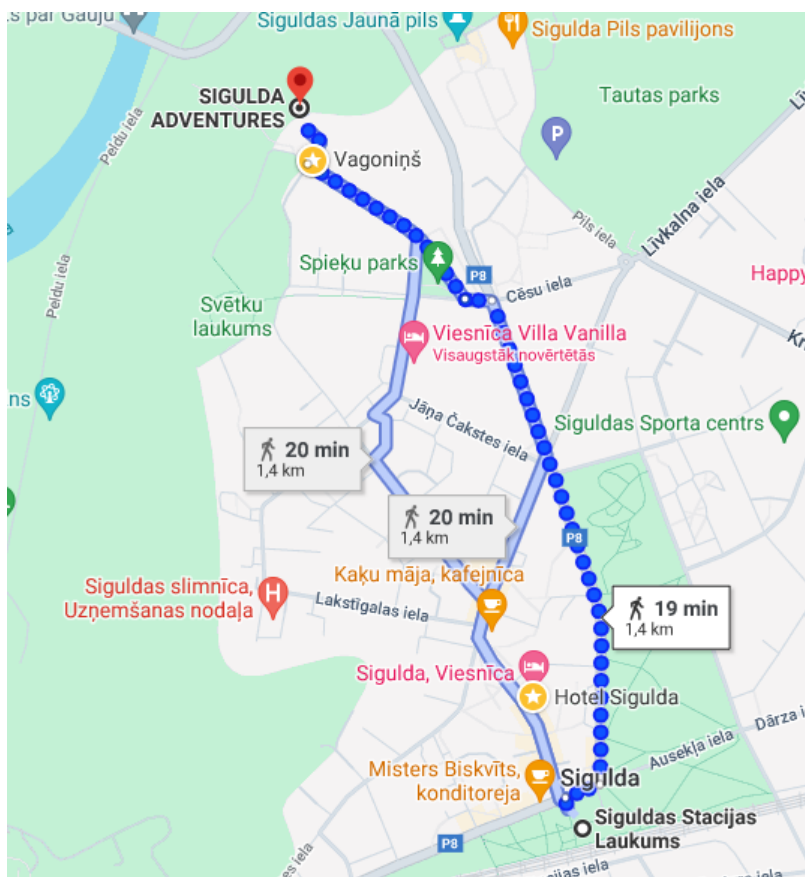 s par Gauju
Siguldas Jaunā pils
Sigulda Pils pavilijons
SIGULDA
ADVENTURES
Tautas parks
P
Peldu iela
Vagoniņš
Pils iela
Līvkalna iela
Spieķu parks
P8
Cēsu iela
Happy
Peldu iela
Svētku
laukums
Viesnīca Villa Vanilla
Visaugstāk novērtētās
ns
Jāņa Čakstes iela
Siguldas Sporta centrs
20 min
1,4 km
20 min
1,4 km
P8
Kaķu māja, kafejnīca
Siguldas slimnīca,
Uzņemšanas nodaļa
H
Lakstīgalas iela
19 min
1,4 km
Sigulda, Viesnīca
Hotel Sigulda
Dārza i
Ausekļa iela
Misters Biskvīts,
konditoreja
Sigulda
Siguldas Stacijas
Laukums
P8
cijas iela